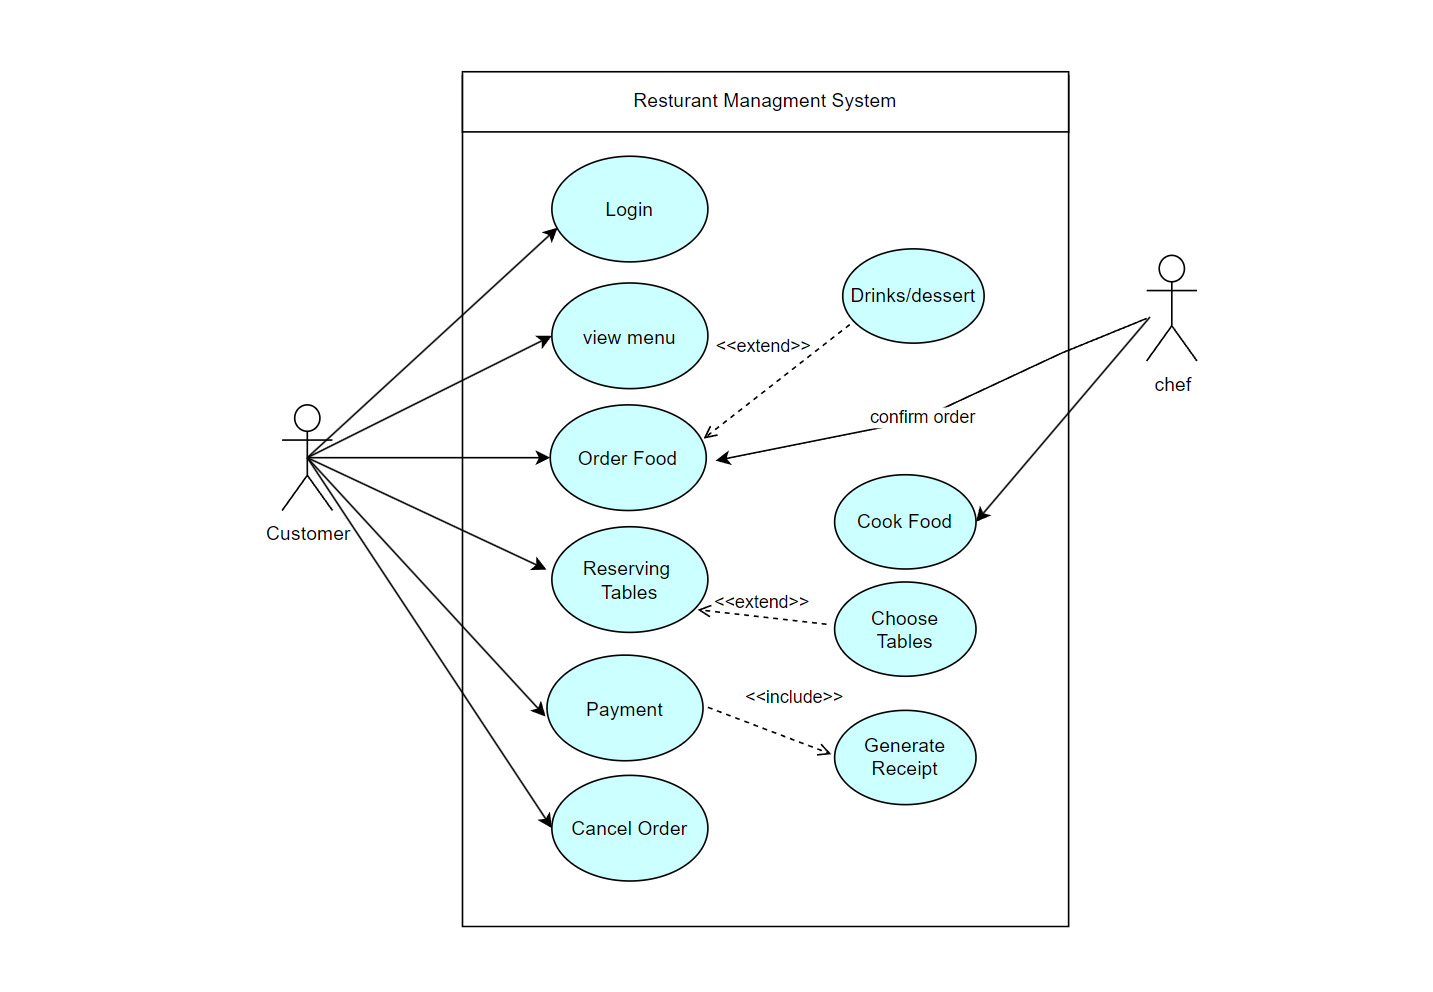 Resturant Managment System
Login
Drinks/dessert
view menu
<<extend>>
chef
confirm order
Order Food
Customer
Cook Food
Reserving
Tables
<<extend>>
Choose
Tables
<<include>>
Payment
Generate
Receipt
Cancel Order